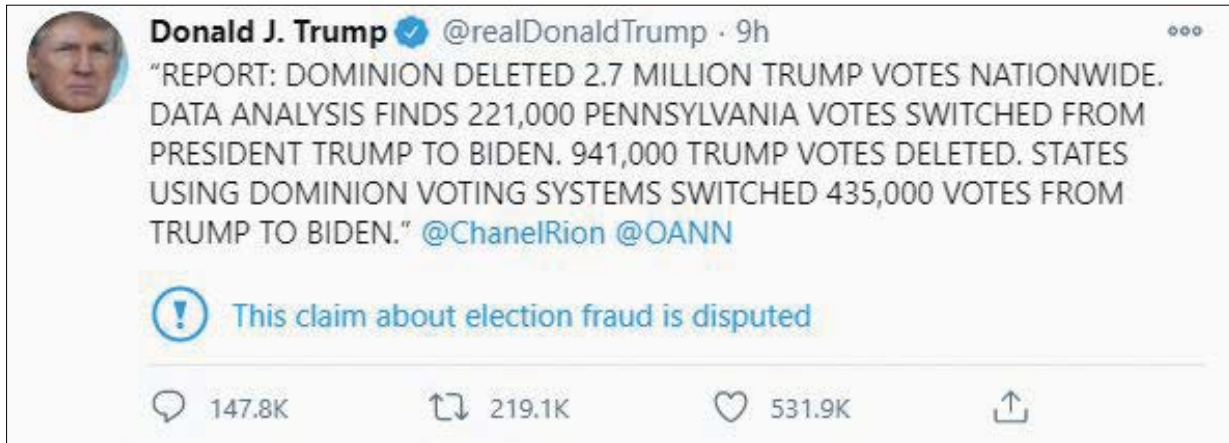 Donald J. Trump @realDonaldTrump · 9h
“REPORT: DOMINION DELETED 2.7 MILLION TRUMP VOTES NATIONWIDE.
DATA ANALYSIS FINDS 221,000 PENNSYLVANIA VOTES SWITCHED FROM
PRESIDENT TRUMP TO BIDEN. 941,000 TRUMP VOTES DELETED. STATES
USING DOMINION VOTING SYSTEMS SWITCHED 435,000 VOTES FROM
TRUMP TO BIDEN.” @ChanelRion @OANN
This claim about election fraud is disputed
147.8K 219.1K 531.9K